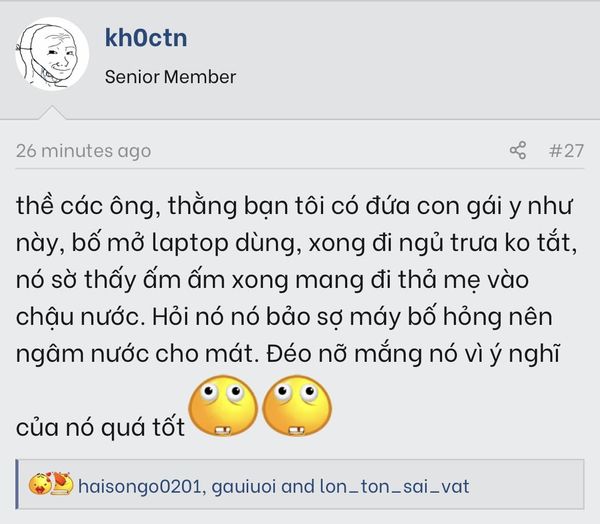 kh0ctn
Senior Member
26 minutes ago
#27
thề các ông, thằng bạn tôi có đứa con gái y như
này, bố mở laptop dùng, xong đi ngủ trưa ko tắt,
nó sờ thấy ấm ấm xong mang đi thả mẹ vào
chậu nước. Hỏi nó nó bảo sợ máy bố hỏng nên
ngâm nước cho mát. Đéo nỡ mắng nó vì ý nghĩ
của nó quá tốt
haisongo0201, gauiuoi and lon_ton_sai_vat